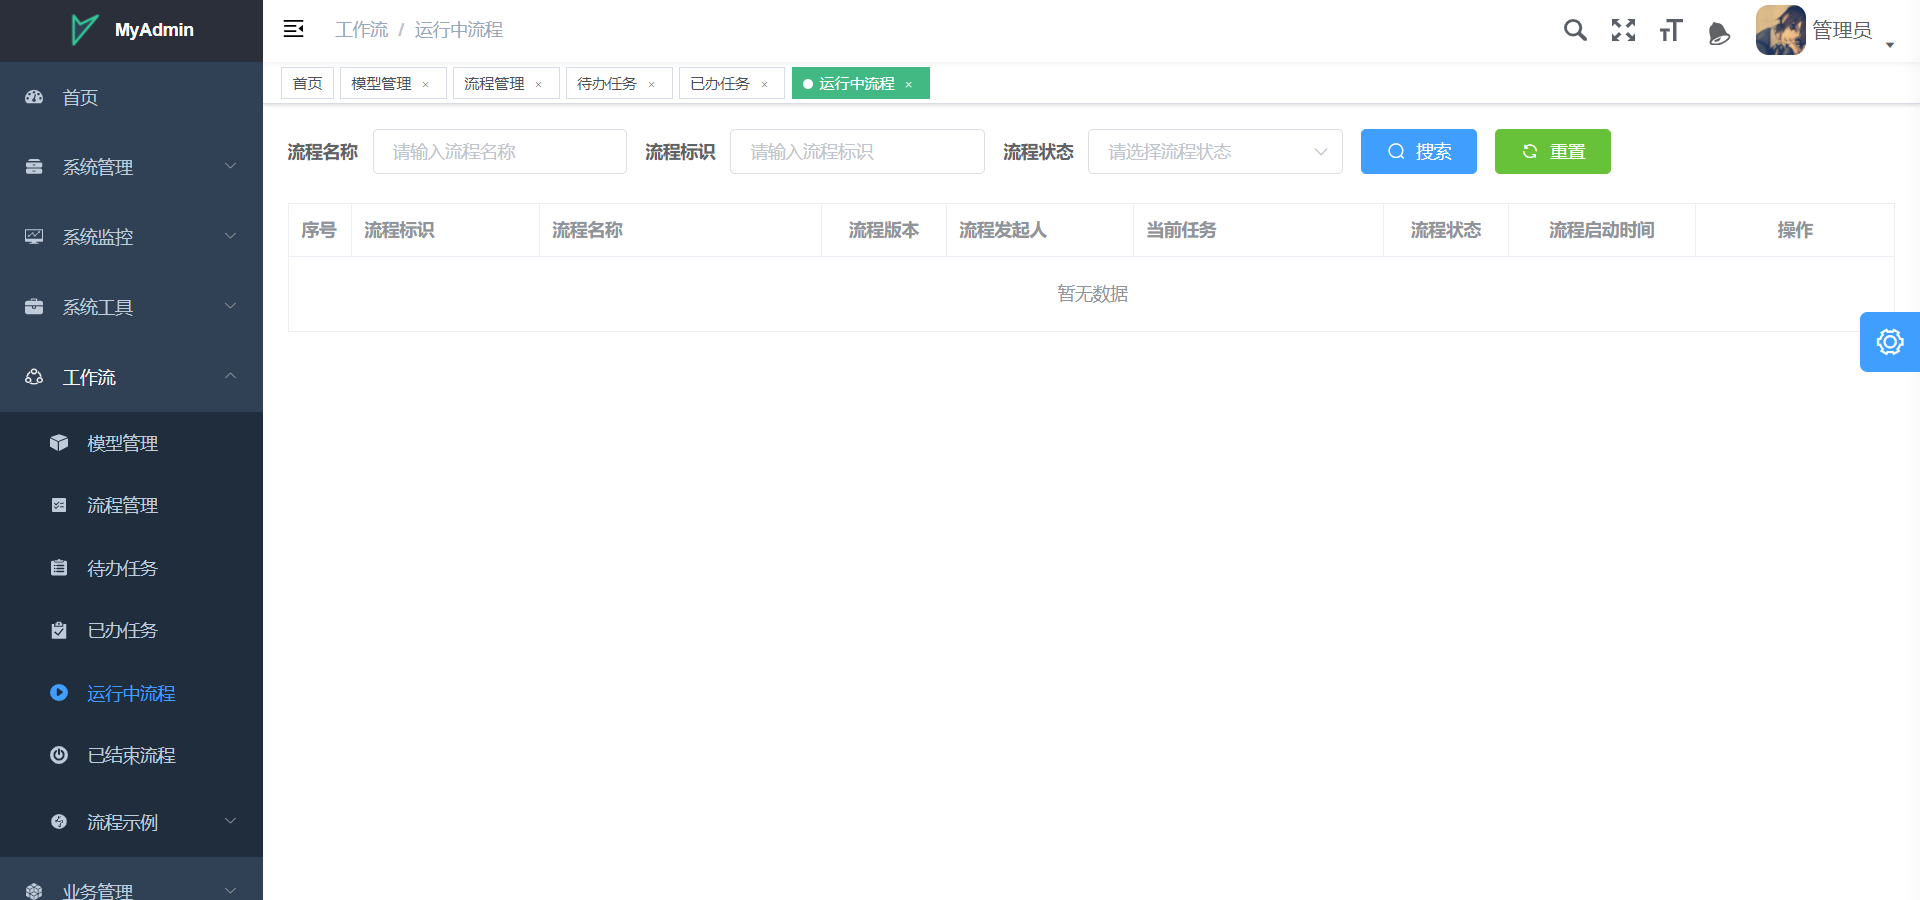 MyAdmin
首页
系统管理
系统监控
系统工具
工作流
模型管理
流程管理
待办任务
已办任务
运行中流程
已结束流程
流程示例
业务管理
工作流 / 运行中流程
管理员
首页 模型管理 × 流程管理 × 待办任务 × 已办任务 × 运行中流程 ×
流程名称 请输入流程名称 流程标识 请输入流程标识 流程状态 请选择流程状态 搜索 重置
序号 流程标识 流程名称 流程版本 流程发起人 当前任务 流程状态 流程启动时间 操作
暂无数据